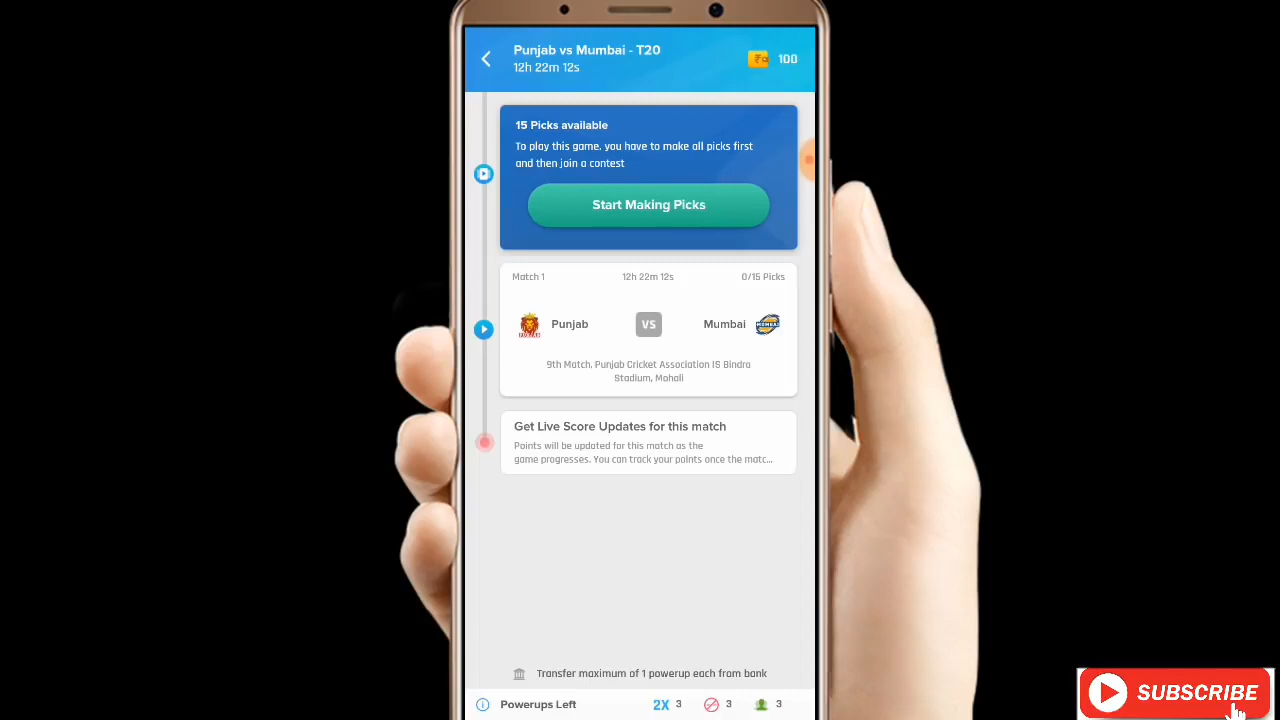 Punjab vs Mumbai - T20
12h 22m 12s
100
15 Picks available
To play this game, you have to make all picks first
and then join a contest
Start Making Picks
Match 1 12h 22m 12s 0/15 Picks
Punjab VS Mumbai
9th Match, Punjab Cricket Association IS Bindra
Stadium, Mohali
Get Live Score Updates for this match
Points will be updated for this match as the
game progresses. You can track your points once the matc...
Transfer maximum of 1 powerup each from bank
Powerups Left 2X 3 3 3
SUBSCRIBE